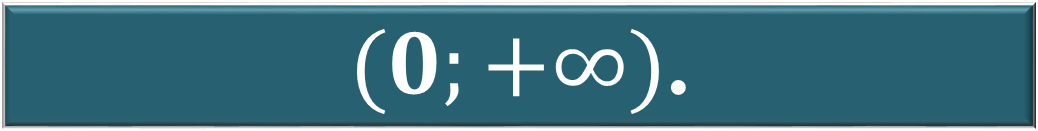 (0; +∞).